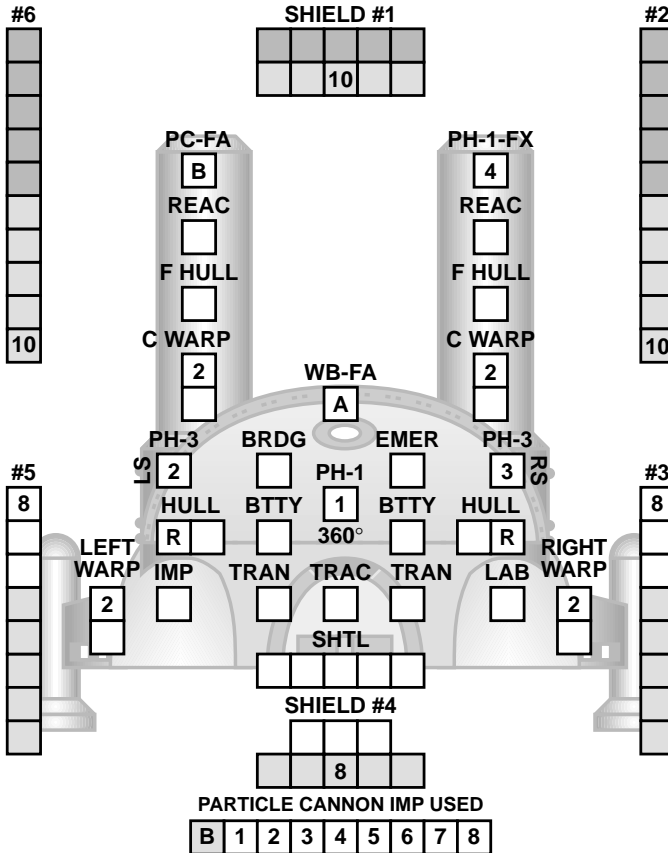 #6 SHIELD #1 #2
10
PC-FA PH-1-FX
B 4
REAC REAC
F HULL F HULL
C WARP C WARP
10 2 2 10
WB-FA
A
PH-3 BRDG EMER PH-3
#5 LS 2 PH-1 3 RS #3
8 1 8
HULL BTTY BTTY HULL
R 360° R
LEFT WARP RIGHT WARP
IMP TRAN TRAC TRAN LAB
2 2
SHTL
SHIELD #4
8
PARTICLE CANNON IMP USED
B 1 2 3 4 5 6 7 8